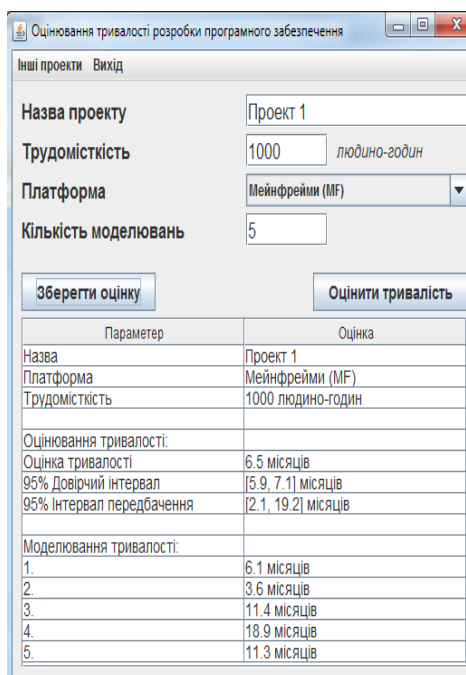 Оцінювання тривалості розробки програмного забезпечення
Інші проекти Вихід
Назва проекту Проект 1
Трудомісткість 1000 людино-годин
Платформа Мейнфрейми (MF)
Кількість моделювань 5
Зберегти оцінку Оцінити тривалість
Параметер Оцінка
Назва Проект 1
Платформа Мейнфрейми (MF)
Трудомісткість 1000 людино-годин
Оцінювання тривалості:
Оцінка тривалості 6.5 місяців
95% Довірчий інтервал [5.9, 7.1] місяців
95% Інтервал передбачення [2.1, 19.2] місяців
Моделювання тривалості:
1. 6.1 місяців
2. 3.6 місяців
3. 11.4 місяців
4. 18.9 місяців
5. 11.3 місяців